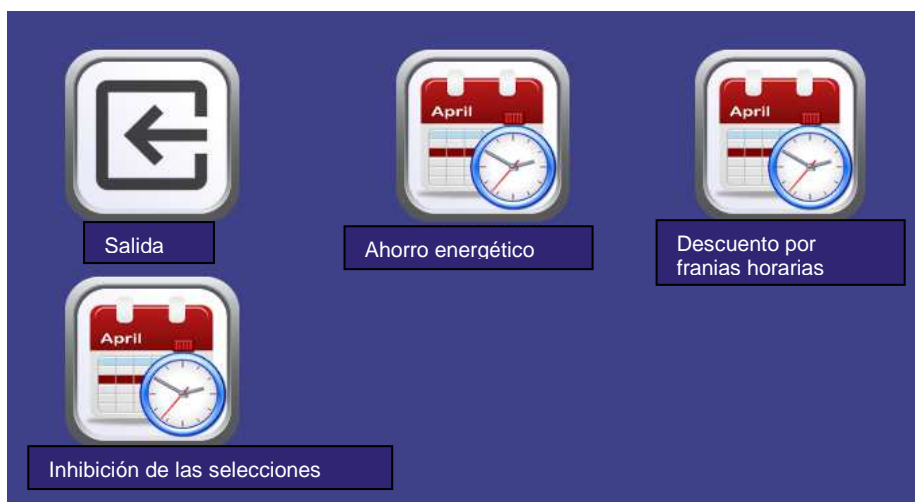 April
April
Salida
Ahorro energético
Descuento por
franias horarias
April
Inhibición de las selecciones